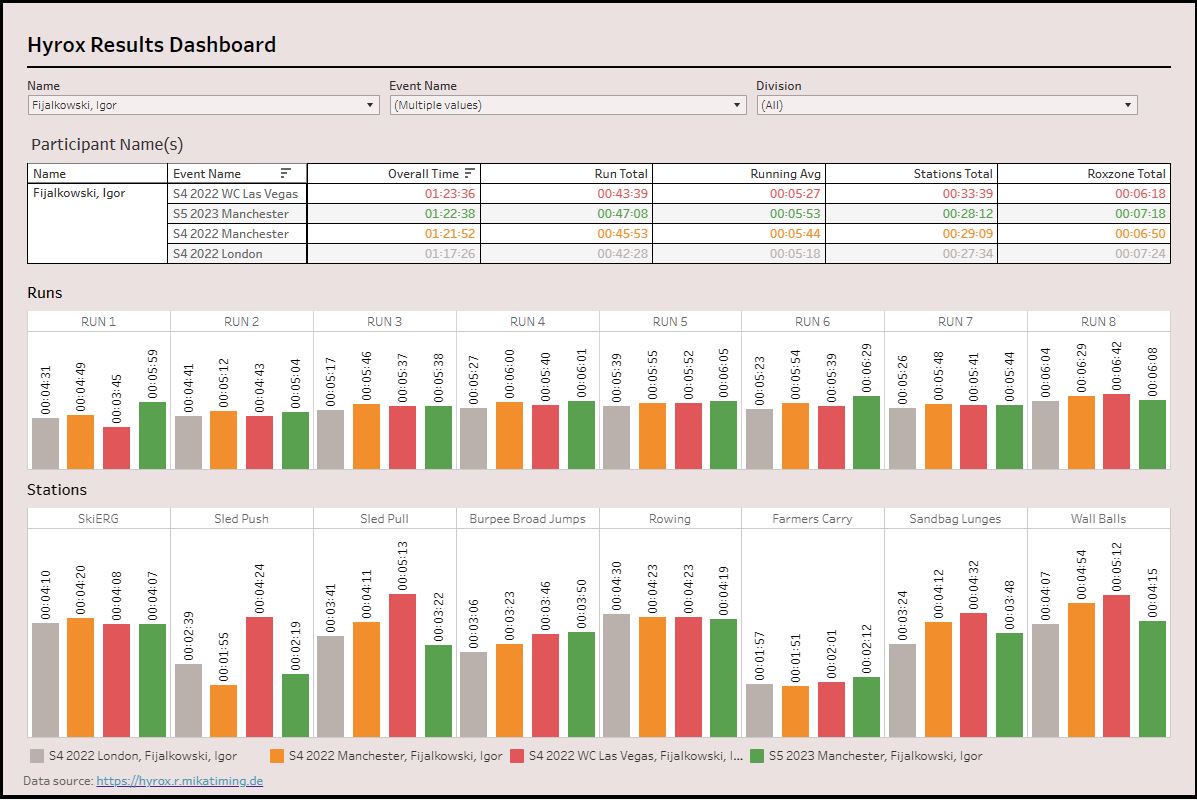 Hyrox Results Dashboard
Name Event Name Division
Fijalkowski, Igor (Multiple values) (All)
Participant Name(s)
Name Event Name Overall Time Run Total Running Avg Stations Total Roxzone Total
Fijalkowski, Igor S4 2022 WC Las Vegas 01:23:36 00:43:39 00:05:27 00:33:39 00:06:18
S5 2023 Manchester 01:22:38 00:47:08 00:05:53 00:28:12 00:07:18
S4 2022 Manchester 01:21:52 00:45:53 00:05:44 00:29:09 00:06:50
S4 2022 London 01:17:26 00:42:28 00:05:18 00:27:34 00:07:24
Runs
RUN 1 RUN 2 RUN 3 RUN 4 RUN 5 RUN 6 RUN 7 RUN 8
00:04:31 00:04:49 00:03:45 00:05:59 00:04:41 00:05:12 00:04:43 00:05:04 00:05:17 00:05:46 00:05:37 00:05:38 00:05:27 00:06:00 00:05:40 00:06:01 00:05:39 00:05:55 00:05:52 00:06:05 00:05:23 00:05:54 00:05:39 00:06:29 00:05:26 00:05:48 00:05:41 00:05:44 00:06:04 00:06:29 00:06:42 00:06:08
Stations
SkiERG Sled Push Sled Pull Burpee Broad Jumps Rowing Farmers Carry Sandbag Lunges Wall Balls
00:04:10 00:04:20 00:04:08 00:04:07 00:02:39 00:01:55 00:04:24 00:02:19 00:03:41 00:04:11 00:05:13 00:03:22 00:03:06 00:03:23 00:03:46 00:03:50 00:04:30 00:04:23 00:04:23 00:04:19 00:01:57 00:01:51 00:02:01 00:02:12 00:03:24 00:04:12 00:04:32 00:03:48 00:04:07 00:04:54 00:05:12 00:04:15
S4 2022 London, Fijalkowski, Igor S4 2022 Manchester, Fijalkowski, Igor S4 2022 WC Las Vegas, Fijalkowski, I... S5 2023 Manchester, Fijalkowski, Igor
Data source: https://hyrox.r.mikatiming.de